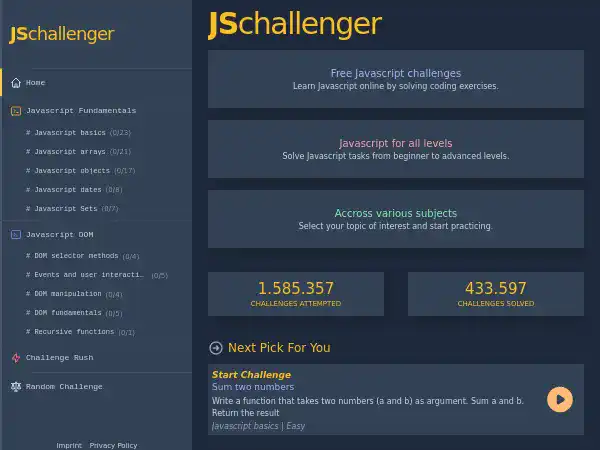 JSchallenger
Home
Javascript Fundamentals
# Javascript basics (0/23)
# Javascript arrays (0/21)
# Javascript objects (0/17)
# Javascript dates (0/8)
# Javascript Sets (0/7)
Javascript DOM
# DOM selector methods (0/4)
# Events and user interacti… (0/5)
# DOM manipulation (0/4)
# DOM fundamentals (0/5)
# Recursive functions (0/1)
Challenge Rush
Random Challenge
Imprint Privacy Policy
JSchallenger
Free Javascript challenges
Learn Javascript online by solving coding exercises.
Javascript for all levels
Solve Javascript tasks from beginner to advanced levels.
Accross various subjects
Select your topic of interest and start practicing.
1.585.357
CHALLENGES ATTEMPTED
433.597
CHALLENGES SOLVED
Next Pick For You
Start Challenge
Sum two numbers
Write a function that takes two numbers (a and b) as argument. Sum a and b.
Return the result
Javascript basics | Easy